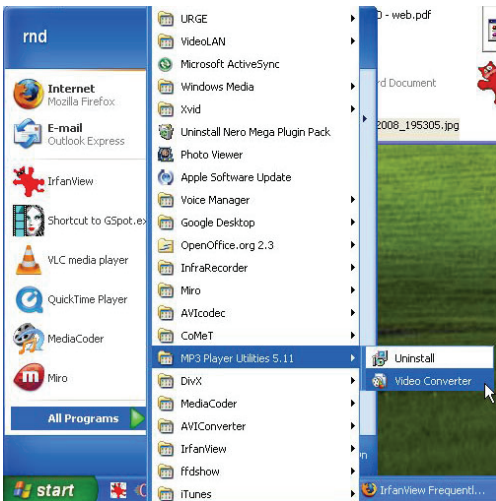 rnd
Internet
Mozilla Firefox
E-mail
Outlook Express
IrfanView
Shortcut to GSpot.ex
VLC media player
QuickTime Player
MediaCoder
Miro
All Programs
start
URGE
VideoLAN
Microsoft ActiveSync
Windows Media
Xvid
Uninstall Nero Mega Plugin Pack
Photo Viewer
Apple Software Update
Voice Manager
Google Desktop
OpenOffice.org 2.3
InfraRecorder
Miro
AVIcodec
CoMeT
MP3 Player Utilities 5.11
DivX
MediaCoder
AVIConverter
IrfanView
ffdshow
iTunes
Uninstall
Video Converter
- web.pdf
rd Document
2008_195305.jpg
IrfanView Frequentl...